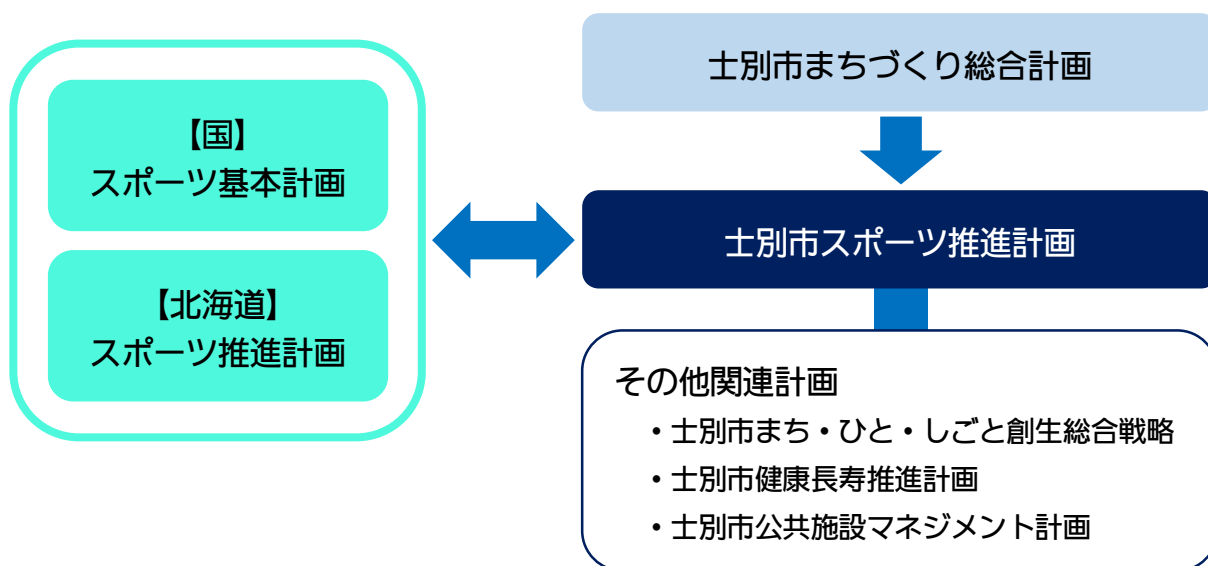 【国】
スポーツ基本計画
【北海道】
スポーツ推進計画
士別市まちづくり総合計画
士別市スポーツ推進計画
その他関連計画
・士別市まち・ひと・しごと創生総合戦略
・士別市健康長寿推進計画
・士別市公共施設マネジメント計画